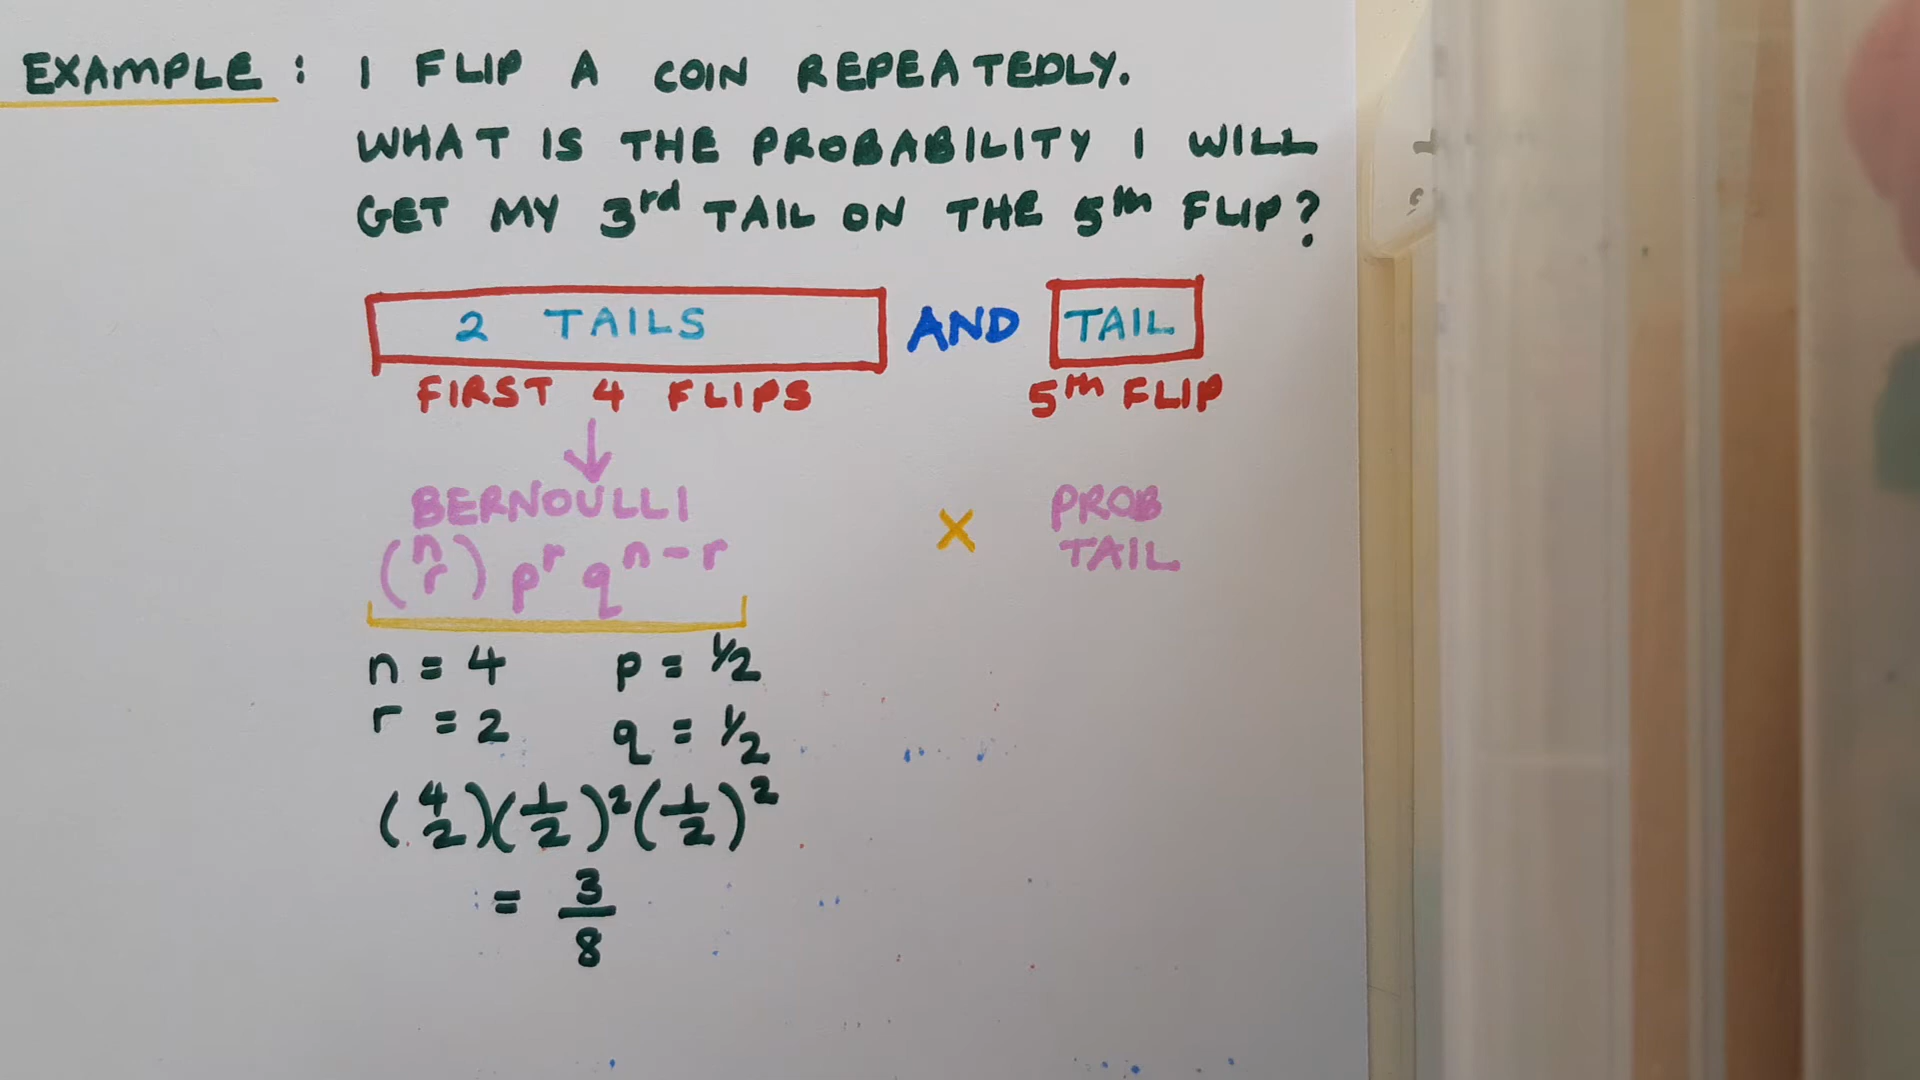 EXAMPLE : I FLIP A COIN REPEATEDLY.
WHAT IS THE PROBABILITY I WILL
GET MY 3rd TAIL ON THE 5th FLIP?
2 TAILS AND TAIL
FIRST 4 FLIPS 5th FLIP
BERNOULLI × PROB
TAIL
(n r) p^r q^n-r
n = 4 p = 1/2
r = 2 q = 1/2
(4 2)(1/2)^2(1/2)^2
= 3/8